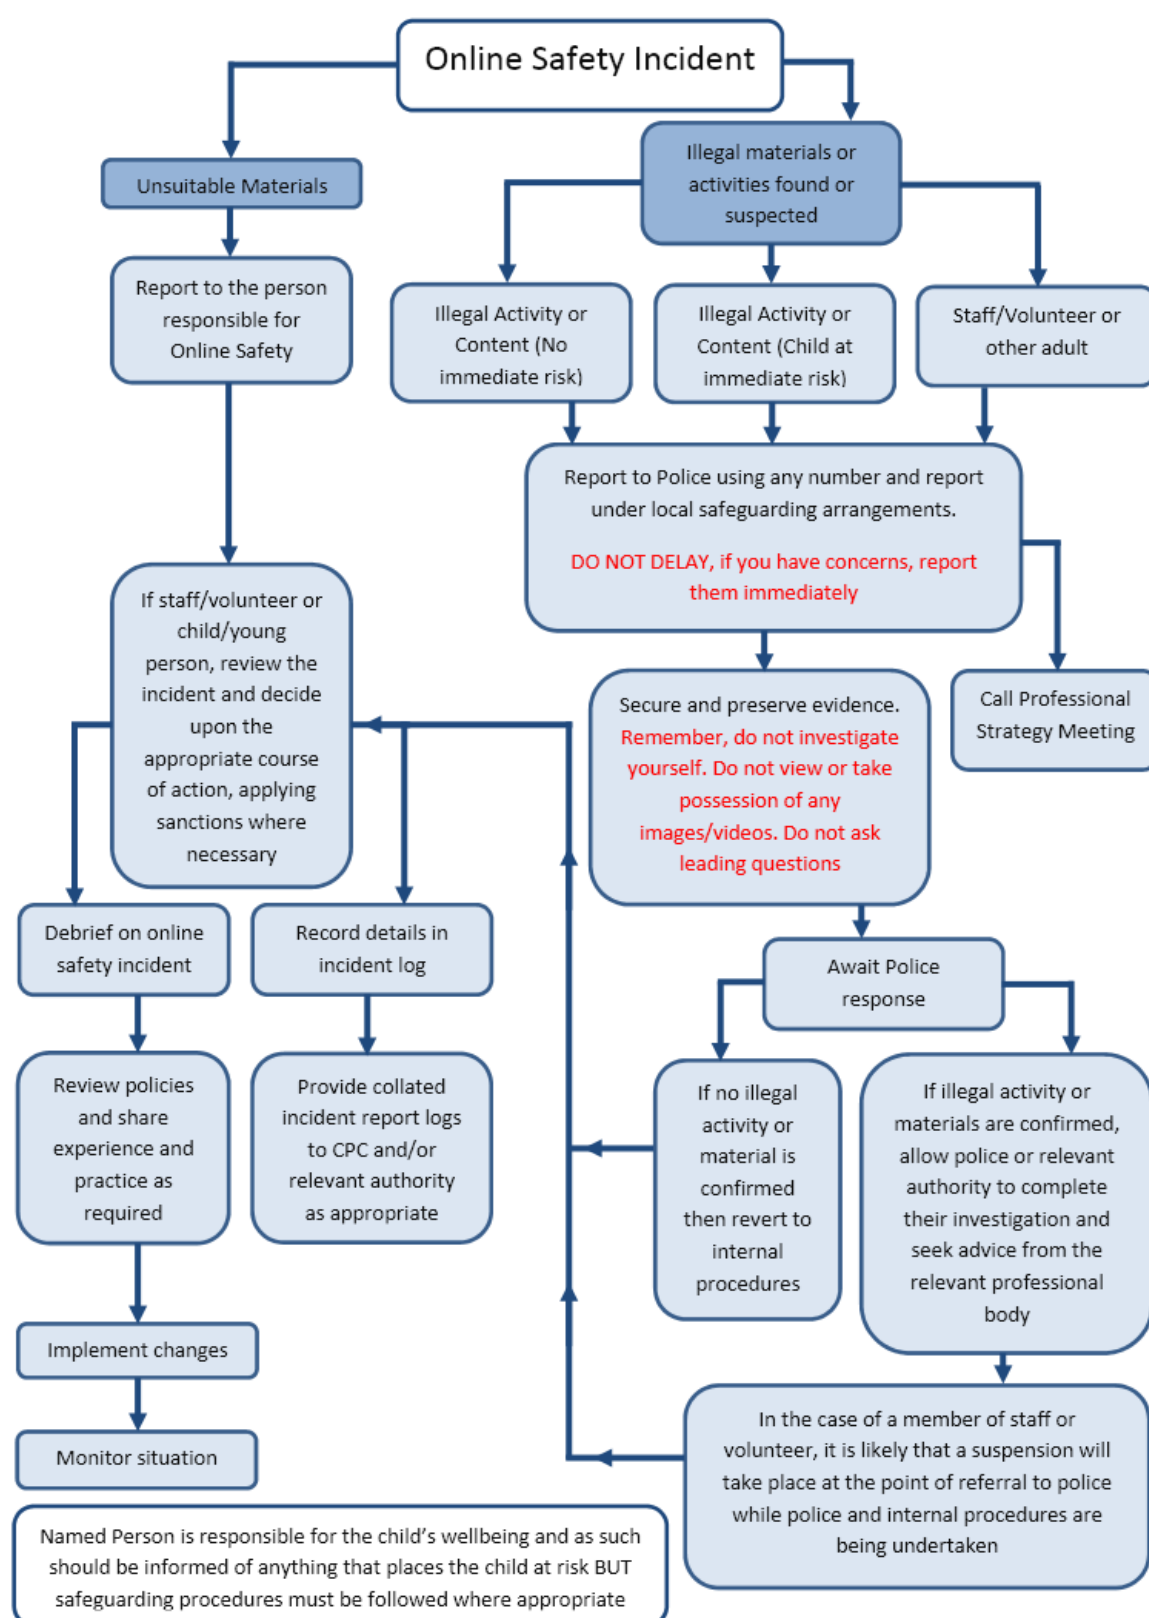 Online Safety Incident
Unsuitable Materials
Illegal materials or
activities found or
suspected
Report to the person
responsible for
Online Safety
Illegal Activity or
Content (No
immediate risk)
Illegal Activity or
Content (Child at
immediate risk)
Staff/Volunteer or
other adult
Report to Police using any number and report
under local safeguarding arrangements.
DO NOT DELAY, if you have concerns, report
them immediately
If staff/volunteer or
child/young
person, review the
incident and decide
upon the
appropriate course
of action, applying
sanctions where
necessary
Secure and preserve evidence.
Remember, do not investigate
yourself. Do not view or take
possession of any
images/videos. Do not ask
leading questions
Call Professional
Strategy Meeting
Debrief on online
safety incident
Record details in
incident log
Await Police
response
Review policies
and share
experience and
practice as
required
Provide collated
incident report logs
to CPC and/or
relevant authority
as appropriate
If no illegal
activity or
material is
confirmed
then revert to
internal
procedures
If illegal activity or
materials are confirmed,
allow police or relevant
authority to complete
their investigation and
seek advice from the
relevant professional
body
Implement changes
Monitor situation
In the case of a member of staff or
volunteer, it is likely that a suspension will
take place at the point of referral to police
while police and internal procedures are
being undertaken
Named Person is responsible for the child’s wellbeing and as such
should be informed of anything that places the child at risk BUT
safeguarding procedures must be followed where appropriate